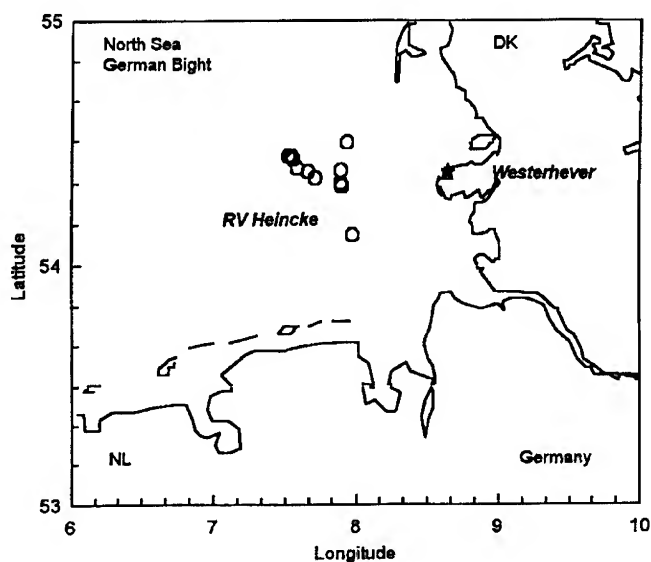 55
North Sea
German Bight
DK
Westerhever
RV Heincke
Latitude
54
NL
Germany
53
6 7 8 9 10
Longitude